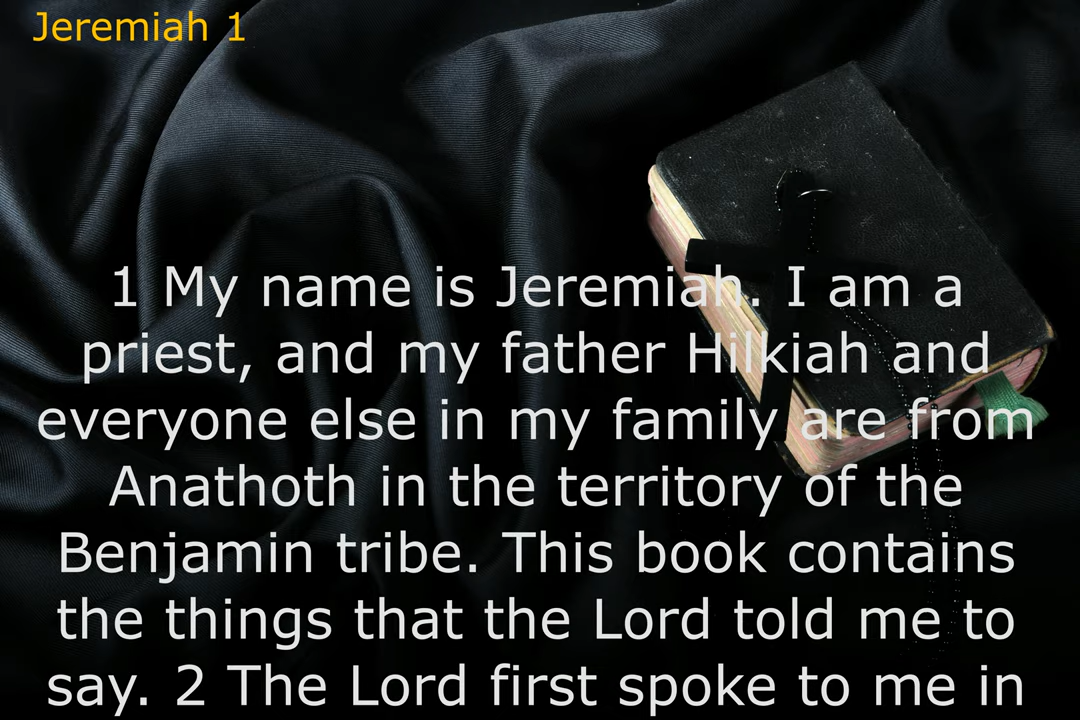 Jeremiah 1
1 My name is Jeremiah. I am a
priest, and my father Hilkiah and
everyone else in my family are from
Anathoth in the territory of the
Benjamin tribe. This book contains
the things that the Lord told me to
say. 2 The Lord first spoke to me in